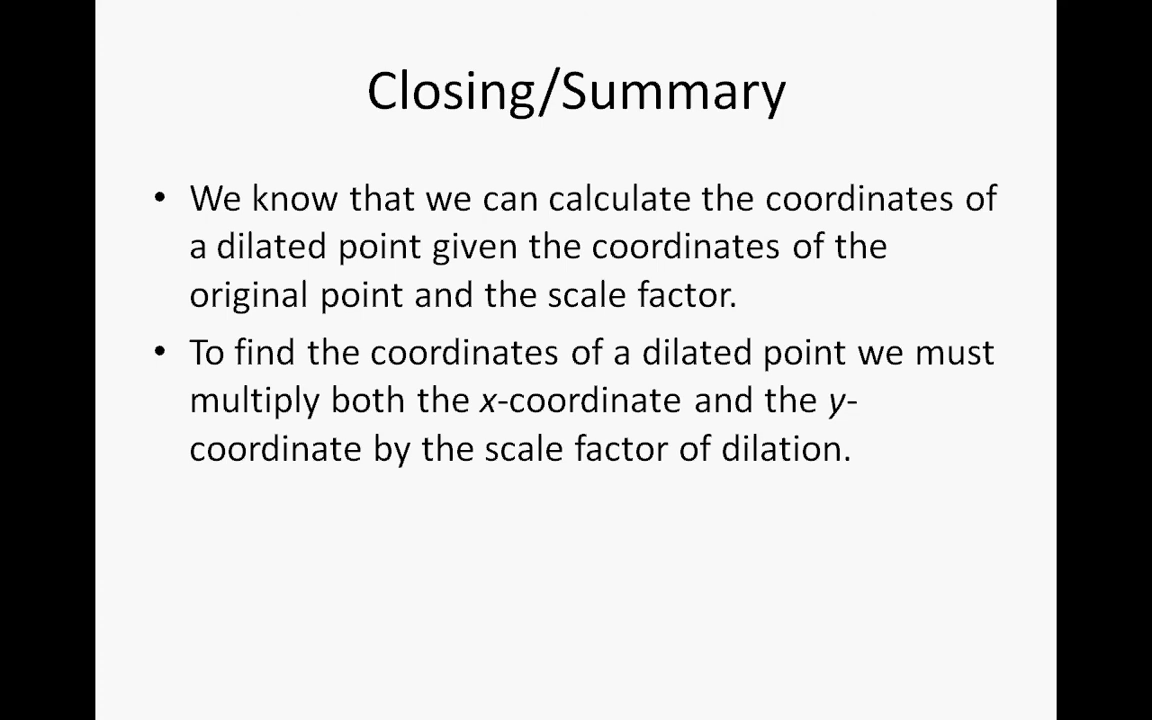 Closing/Summary
• We know that we can calculate the coordinates of
a dilated point given the coordinates of the
original point and the scale factor.
• To find the coordinates of a dilated point we must
multiply both the x-coordinate and the y-
coordinate by the scale factor of dilation.